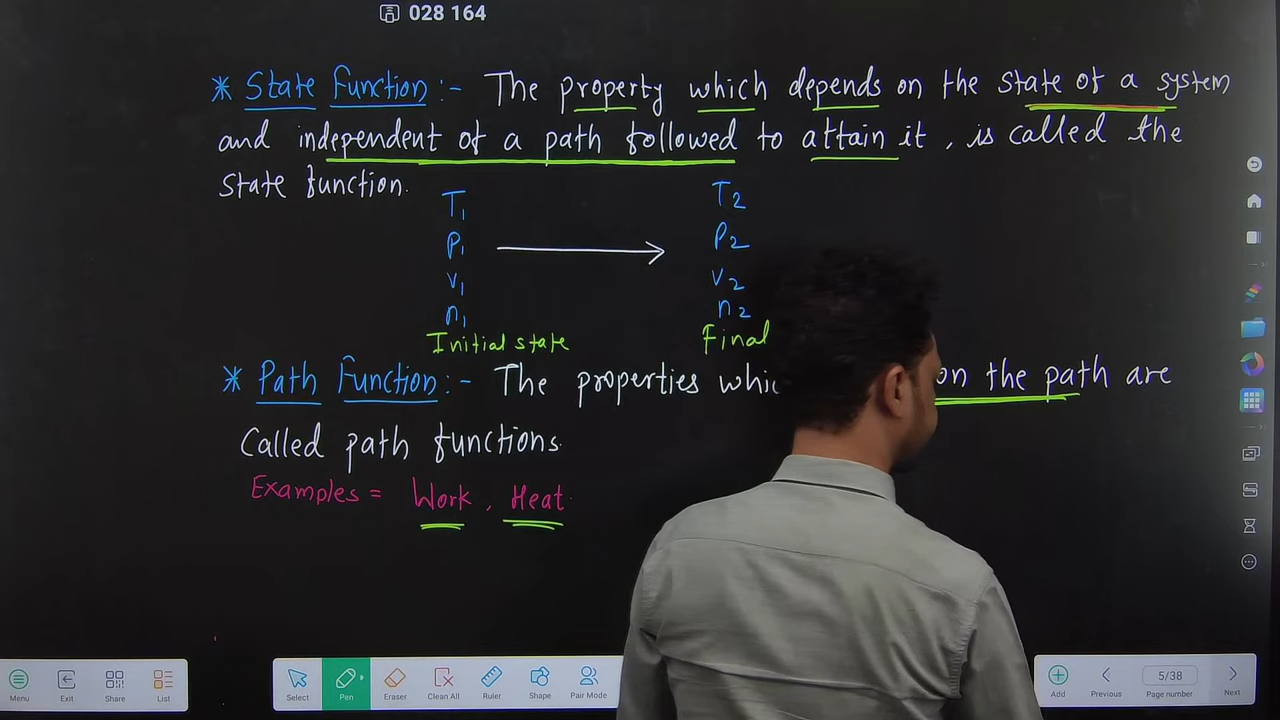 028 164
* State Function :- The property which depends on the state of a system
and independent of a path followed to attain it, is called the
state function.
T1 T2
P1 P2
V1 V2
n1 n2
Initial state Final
* Path Function :- The properties on the path are
Called path functions.
Examples = Work, Heat.
Menu Exit Share List Select Pen Eraser Clean All Ruler Shape Pair Mode Add Previous 5/38 Page number Next